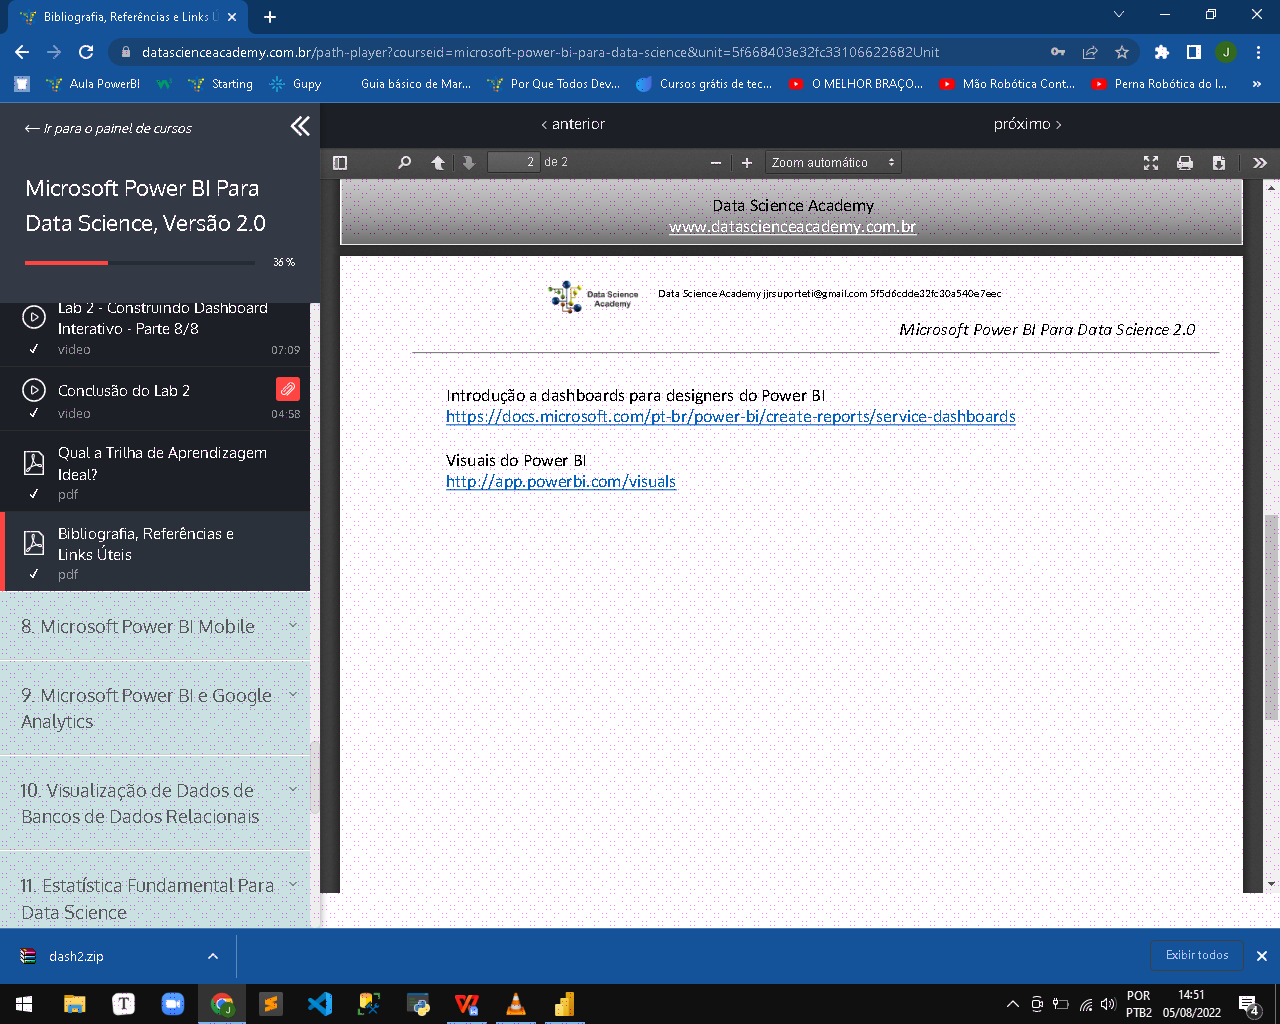 Bibliografia, Referências e Links Ú
datascienceacademy.com.br/path-player?courseid=microsoft-power-bi-para-data-science&unit=5f668403e32fc33106622682Unit
J
Aula PowerBI
Starting
Gupy
Guia básico de Mar...
Por Que Todos Dev...
Cursos grátis de tec...
O MELHOR BRAÇO...
Mão Robótica Cont...
Perna Robótica do I...
Ir para o painel de cursos
Microsoft Power BI Para
Data Science, Versão 2.0
36 %
Lab 2 - Construindo Dashboard
Interativo - Parte 8/8
video
07:09
Conclusão do Lab 2
video
04:58
Qual a Trilha de Aprendizagem
Ideal?
pdf
Bibliografia, Referências e
Links Úteis
pdf
8. Microsoft Power BI Mobile
9. Microsoft Power BI e Google
Analytics
10. Visualização de Dados de
Bancos de Dados Relacionais
11. Estatística Fundamental Para
Data Science
anterior
próximo
2 de 2
Zoom automático
Data Science Academy
www.datascienceacademy.com.br
Data Science
Academy
Data Science Academy jjrsuporteti@gmail.com 5f5d6cdde32fc30a540e7eec
Microsoft Power BI Para Data Science 2.0
Introdução a dashboards para designers do Power BI
https://docs.microsoft.com/pt-br/power-bi/create-reports/service-dashboards
Visuais do Power BI
http://app.powerbi.com/visuals
dash2.zip
Exibir todos
POR
PTB2
14:51
05/08/2022
4